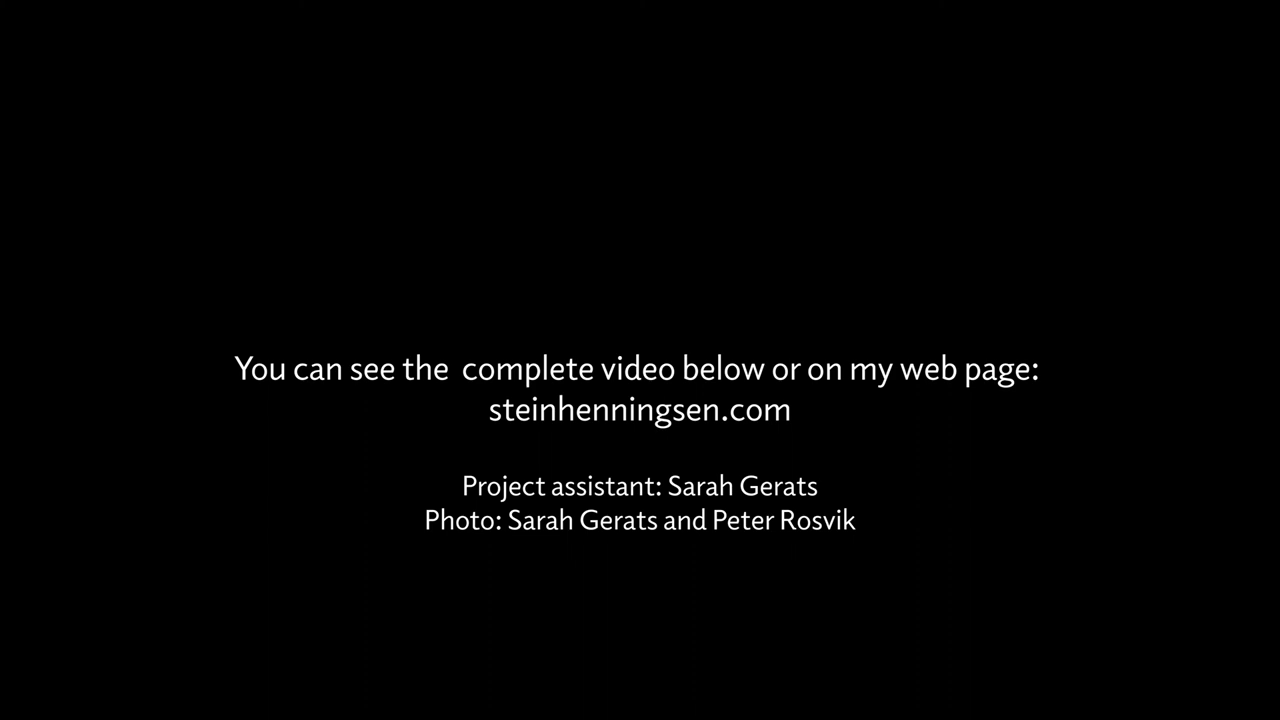 You can see the  complete video below or on my web page:
steinhenningsen.com
Project assistant: Sarah Gerats
Photo: Sarah Gerats and Peter Rosvik